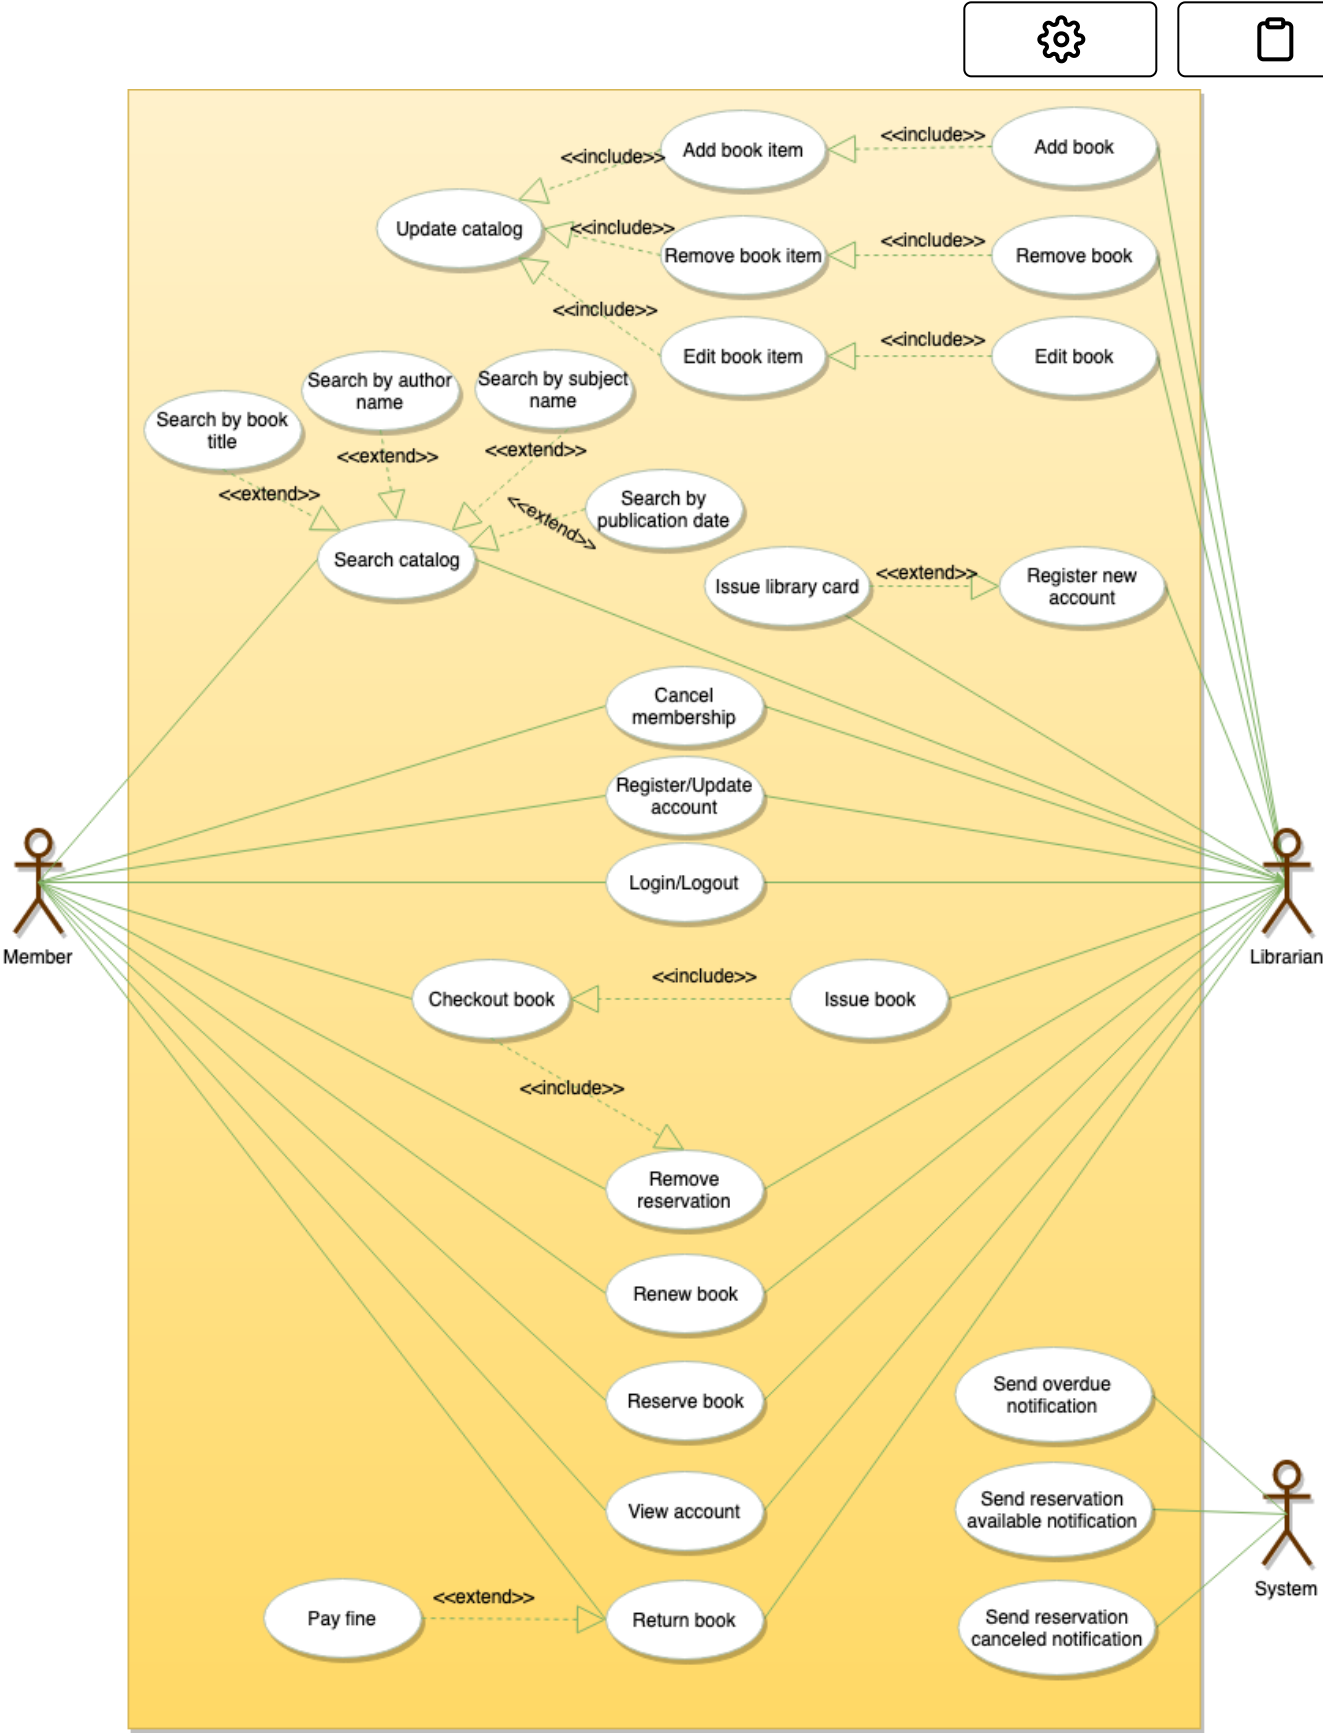 <<include>>
Add book item
<<include>>
Add book
Update catalog
<<include>>
Remove book item
<<include>>
Remove book
<<include>>
Edit book item
<<include>>
Edit book
Search by book
title
Search by author
name
Search by subject
name
<<extend>>
<<extend>>
<<extend>>
<<extend>>
Search by
publication date
Search catalog
Issue library card
<<extend>>
Register new
account
Cancel
membership
Register/Update
account
Login/Logout
Member
Librarian
Checkout book
<<include>>
Issue book
<<include>>
Remove
reservation
Renew book
Reserve book
Send overdue
notification
View account
Send reservation
available notification
System
Pay fine
<<extend>>
Return book
Send reservation
canceled notification